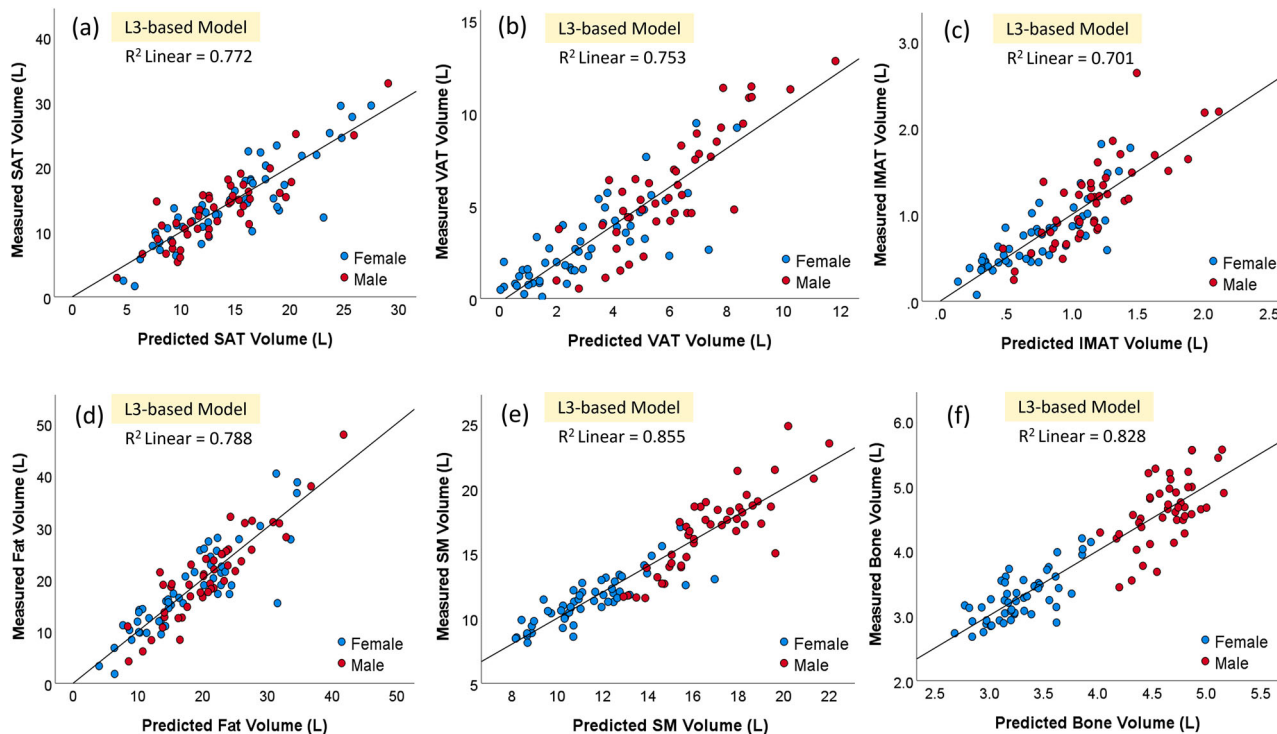 (a)
L3-based Model
R² Linear = 0.772
Measured SAT Volume (L)
40
30
20
10
0
0 5 10 15 20 25 30
Female
Male
Predicted SAT Volume (L)
(b)
L3-based Model
R² Linear = 0.753
Measured VAT Volume (L)
15
10
5
0
0 2 4 6 8 10 12
Female
Male
Predicted VAT Volume (L)
(c)
L3-based Model
R² Linear = 0.701
Measured IMAT Volume (L)
3.0
2.0
1.0
.0
.0 .5 1.0 1.5 2.0 2.5
Female
Male
Predicted IMAT Volume (L)
(d)
L3-based Model
R² Linear = 0.788
Measured Fat Volume (L)
50
40
30
20
10
0
0 10 20 30 40 50
Female
Male
Predicted Fat Volume (L)
(e)
L3-based Model
R² Linear = 0.855
Measured SM Volume (L)
25
20
15
10
5
8 10 12 14 16 18 20 22
Female
Male
Predicted SM Volume (L)
(f)
L3-based Model
R² Linear = 0.828
Measured Bone Volume (L)
6.0
5.0
4.0
3.0
2.0
2.5 3.0 3.5 4.0 4.5 5.0 5.5
Female
Male
Predicted Bone Volume (L)